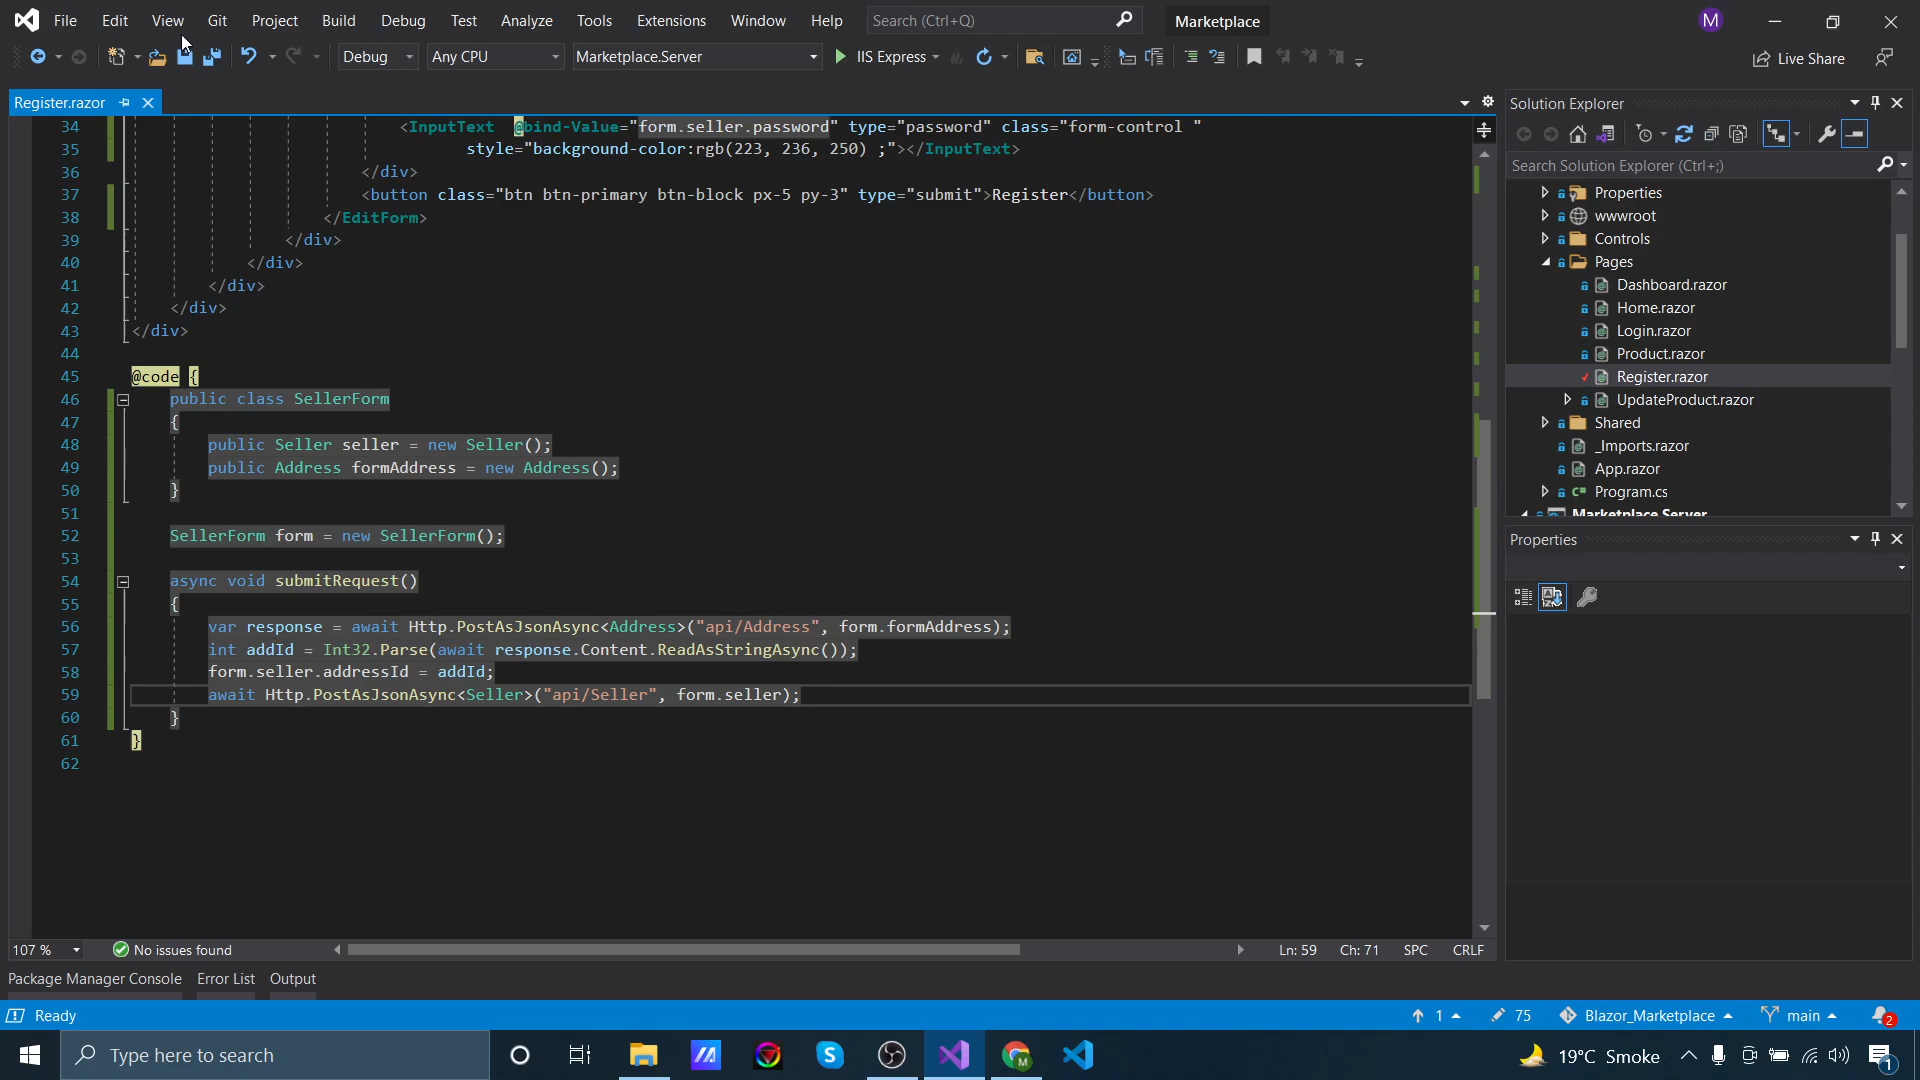 File Edit View Git Project Build Debug Test Analyze Tools Extensions Window Help Search (Ctrl+Q) Marketplace M
Debug Any CPU Marketplace.Server IIS Express Live Share
Register.razor
34 <InputText @bind-Value="form.seller.password" type="password" class="form-control "
35 style="background-color:rgb(223, 236, 250) ;"></InputText>
36 </div>
37 <button class="btn btn-primary btn-block px-5 py-3" type="submit">Register</button>
38 </EditForm>
39 </div>
40 </div>
41 </div>
42 </div>
43 </div>
44
45 @code {
46 public class SellerForm
47 {
48 public Seller seller = new Seller();
49 public Address formAddress = new Address();
50 }
51
52 SellerForm form = new SellerForm();
53
54 async void submitRequest()
55 {
56 var response = await Http.PostAsJsonAsync<Address>("api/Address", form.formAddress);
57 int addId = Int32.Parse(await response.Content.ReadAsStringAsync());
58 form.seller.addressId = addId;
59 await Http.PostAsJsonAsync<Seller>("api/Seller", form.seller);
60 }
61 }
62
107 % No issues found Ln: 59 Ch: 71 SPC CRLF
Package Manager Console Error List Output
Solution Explorer
Search Solution Explorer (Ctrl+;)
Properties
wwwroot
Controls
Pages
Dashboard.razor
Home.razor
Login.razor
Product.razor
Register.razor
UpdateProduct.razor
Shared
_Imports.razor
App.razor
C# Program.cs
Marketplace.Server
Properties
Ready 1 75 Blazor_Marketplace main 2
Type here to search 19°C Smoke 1